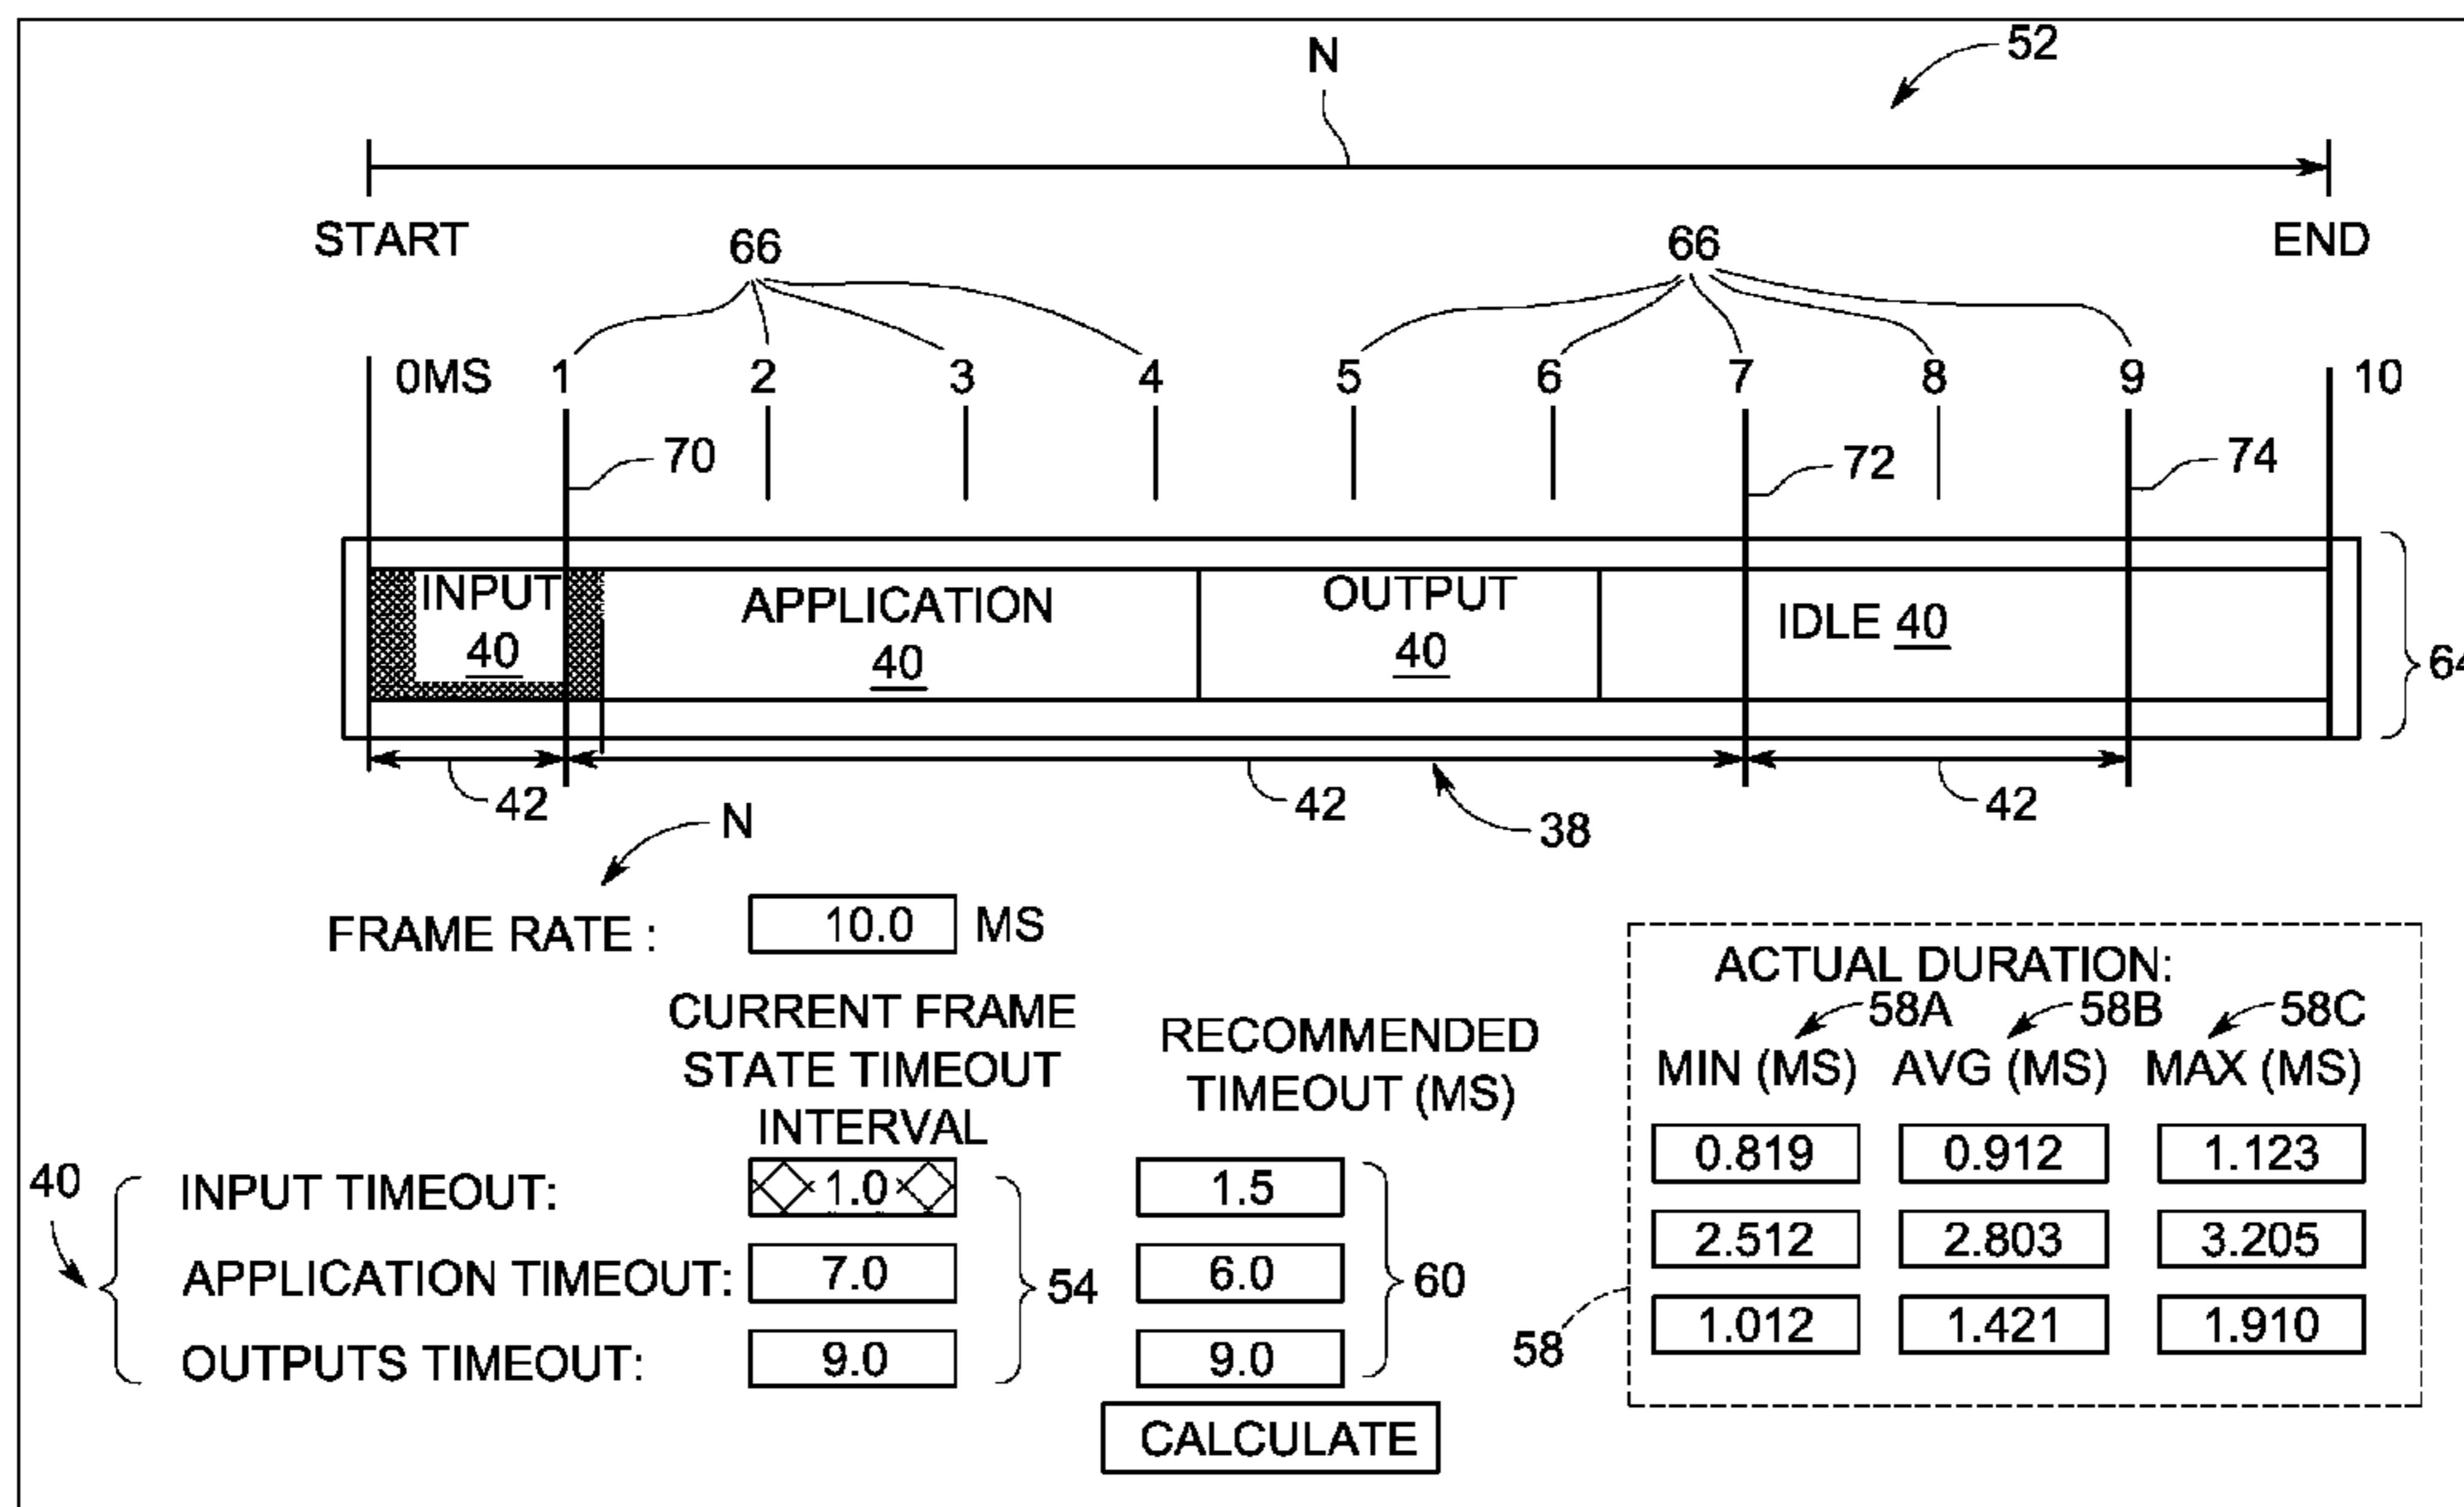 52
N
START
END
66
66
0MS 1 2 3 4 5 6 7 8 9 10
70
72
74
INPUT
40
APPLICATION
40
OUTPUT
40
IDLE 40
64
42
42
42
38
N
FRAME RATE : 10.0 MS
CURRENT FRAME
STATE TIMEOUT
INTERVAL
RECOMMENDED
TIMEOUT (MS)
ACTUAL DURATION:
58A 58B 58C
MIN (MS) AVG (MS) MAX (MS)
40
INPUT TIMEOUT: 1.0 1.5 0.819 0.912 1.123
APPLICATION TIMEOUT: 7.0 54 6.0 60 2.512 2.803 3.205
OUTPUTS TIMEOUT: 9.0 9.0 58 1.012 1.421 1.910
CALCULATE